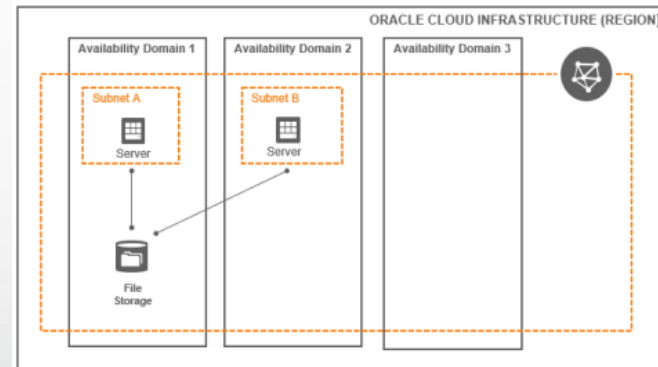 ORACLE CLOUD INFRASTRUCTURE (REGION)
Availability Domain 1
Availability Domain 2
Availability Domain 3
Subnet A
Subnet B
Server
Server
File
Storage